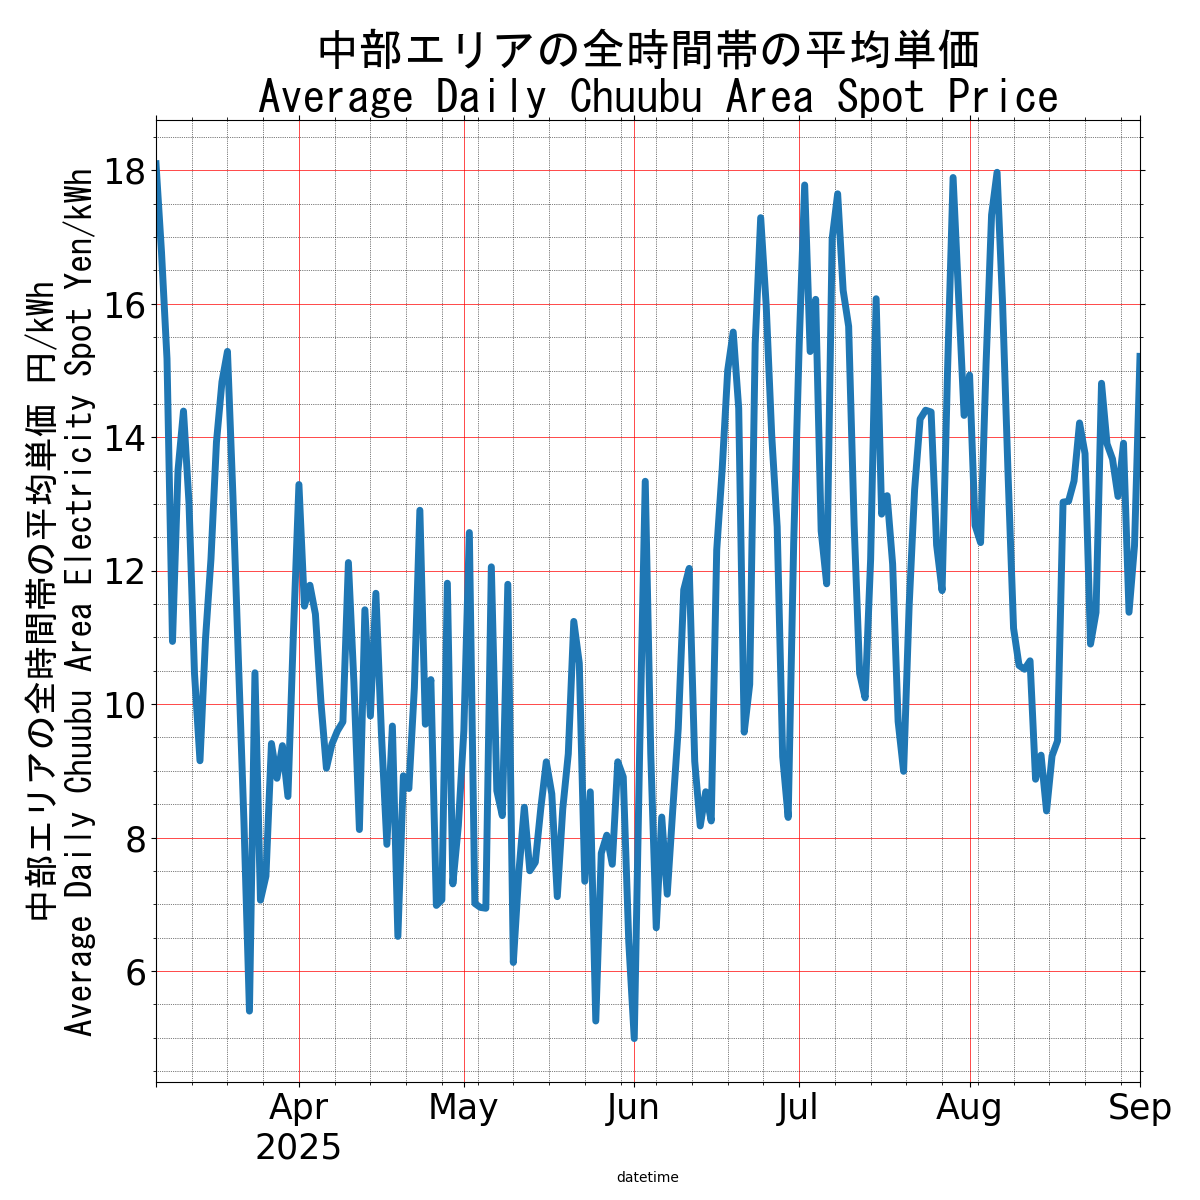 中部エリアの全時間帯の平均単価
Average Daily Chuubu Area Spot Price
中部エリアの全時間帯の平均単価 円/kWh
Average Daily Chuubu Area Electricity Spot Yen/kWh
18
16
14
12
10
8
6
Apr
2025
May
Jun
Jul
Aug
Sep
datetime